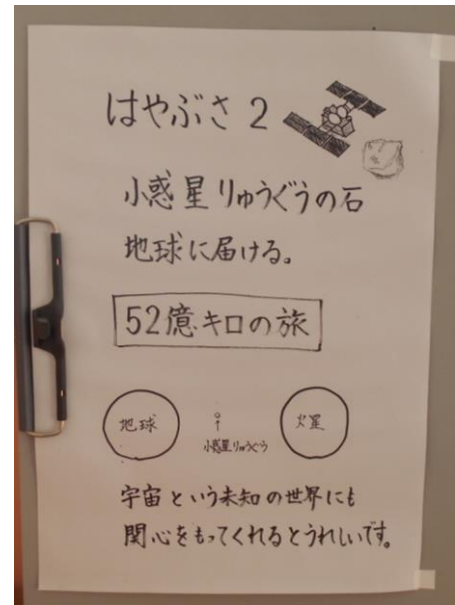 はやぶさ2
小惑星りゅうぐうの石
地球に届ける。
52億キロの旅
地球
火星
小惑星りゅうぐう
宇宙という未知の世界にも
関心をもってくれるとうれしいです。